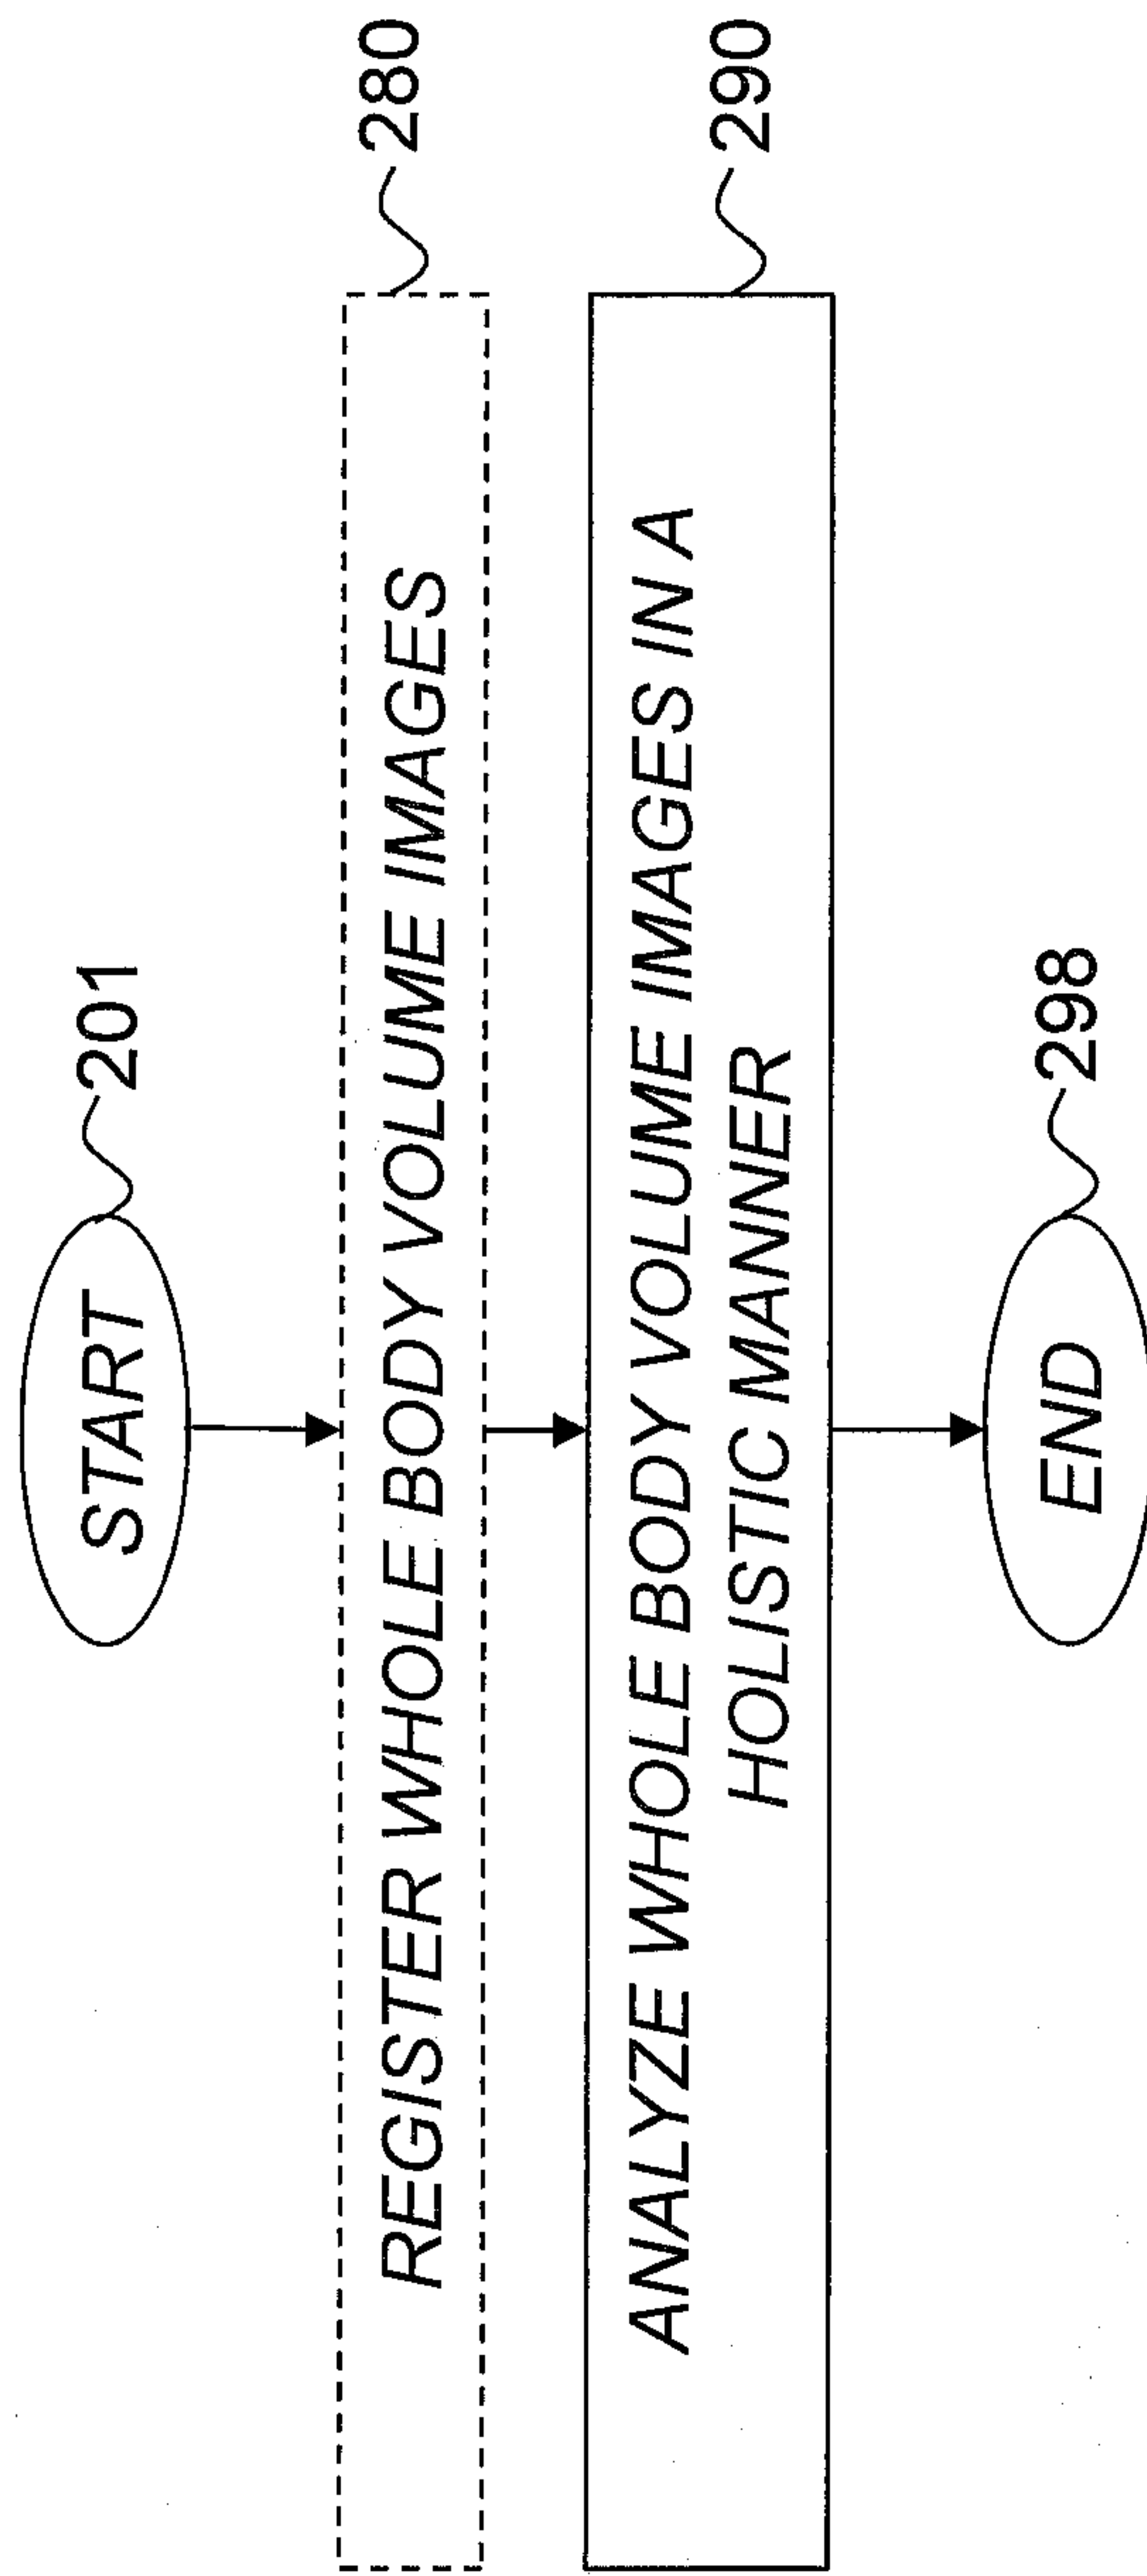 START
201
REGISTER WHOLE BODY VOLUME IMAGES
280
ANALYZE WHOLE BODY VOLUME IMAGES IN A
HOLISTIC MANNER
290
END
298